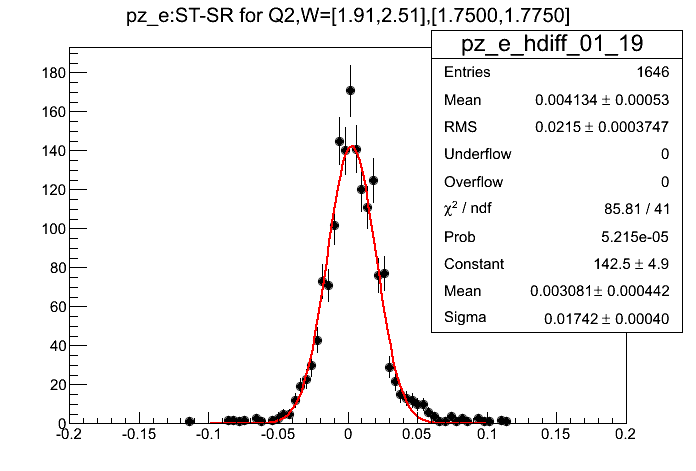 pz_e:ST-SR for Q2,W=[1.91,2.51],[1.7500,1.7750]
pz_e_hdiff_01_19
Entries 1646
Mean 0.004134 ± 0.00053
RMS 0.0215 ± 0.0003747
Underflow 0
Overflow 0
χ² / ndf 85.81 / 41
Prob 5.215e-05
Constant 142.5 ± 4.9
Mean 0.003081± 0.000442
Sigma 0.01742 ± 0.00040
180
160
140
120
100
80
60
40
20
0
-0.2 -0.15 -0.1 -0.05 0 0.05 0.1 0.15 0.2